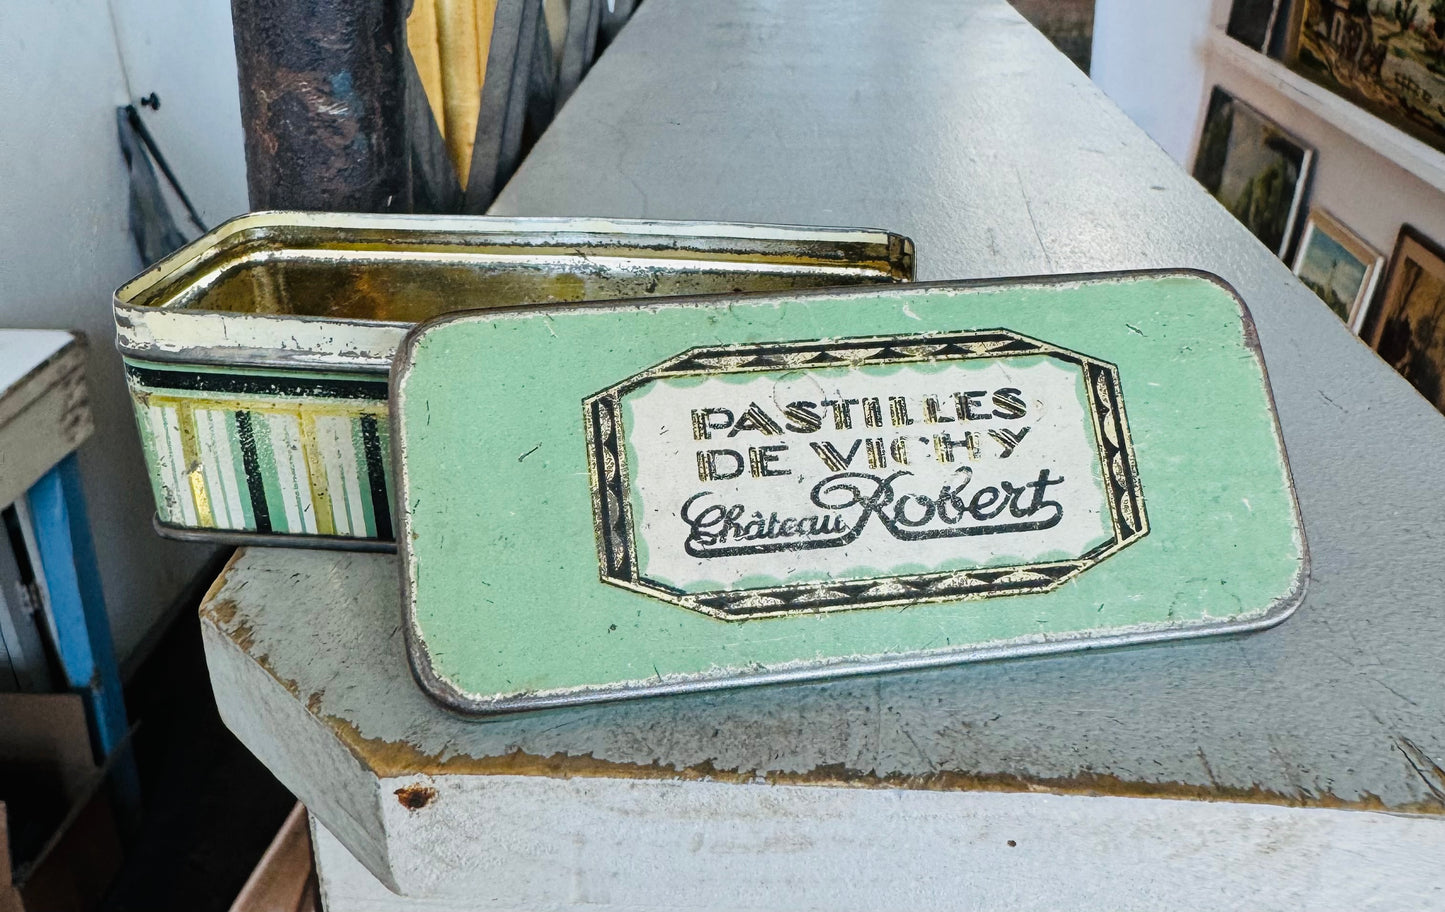 PASTILLES
DE VICHY
Château Robert